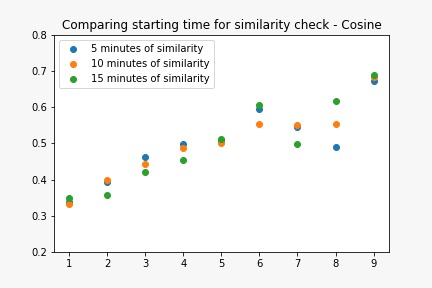 Comparing starting time for similarity check - Cosine
0.8
0.7
0.6
0.5
0.4
0.3
0.2
5 minutes of similarity
10 minutes of similarity
15 minutes of similarity
1 2 3 4 5 6 7 8 9